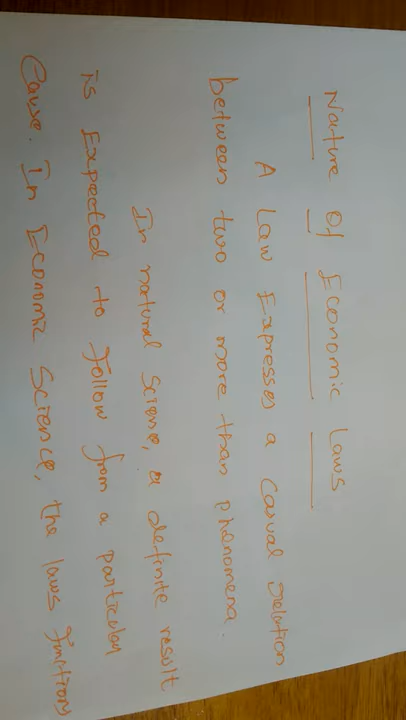 Nature Of Economic Laws
A Law Expresses a Casual relation
between two or more than phenomena.
In natural Science, a definite result
is Expected to follow from a particular
Cause. In Economic Science, the laws function